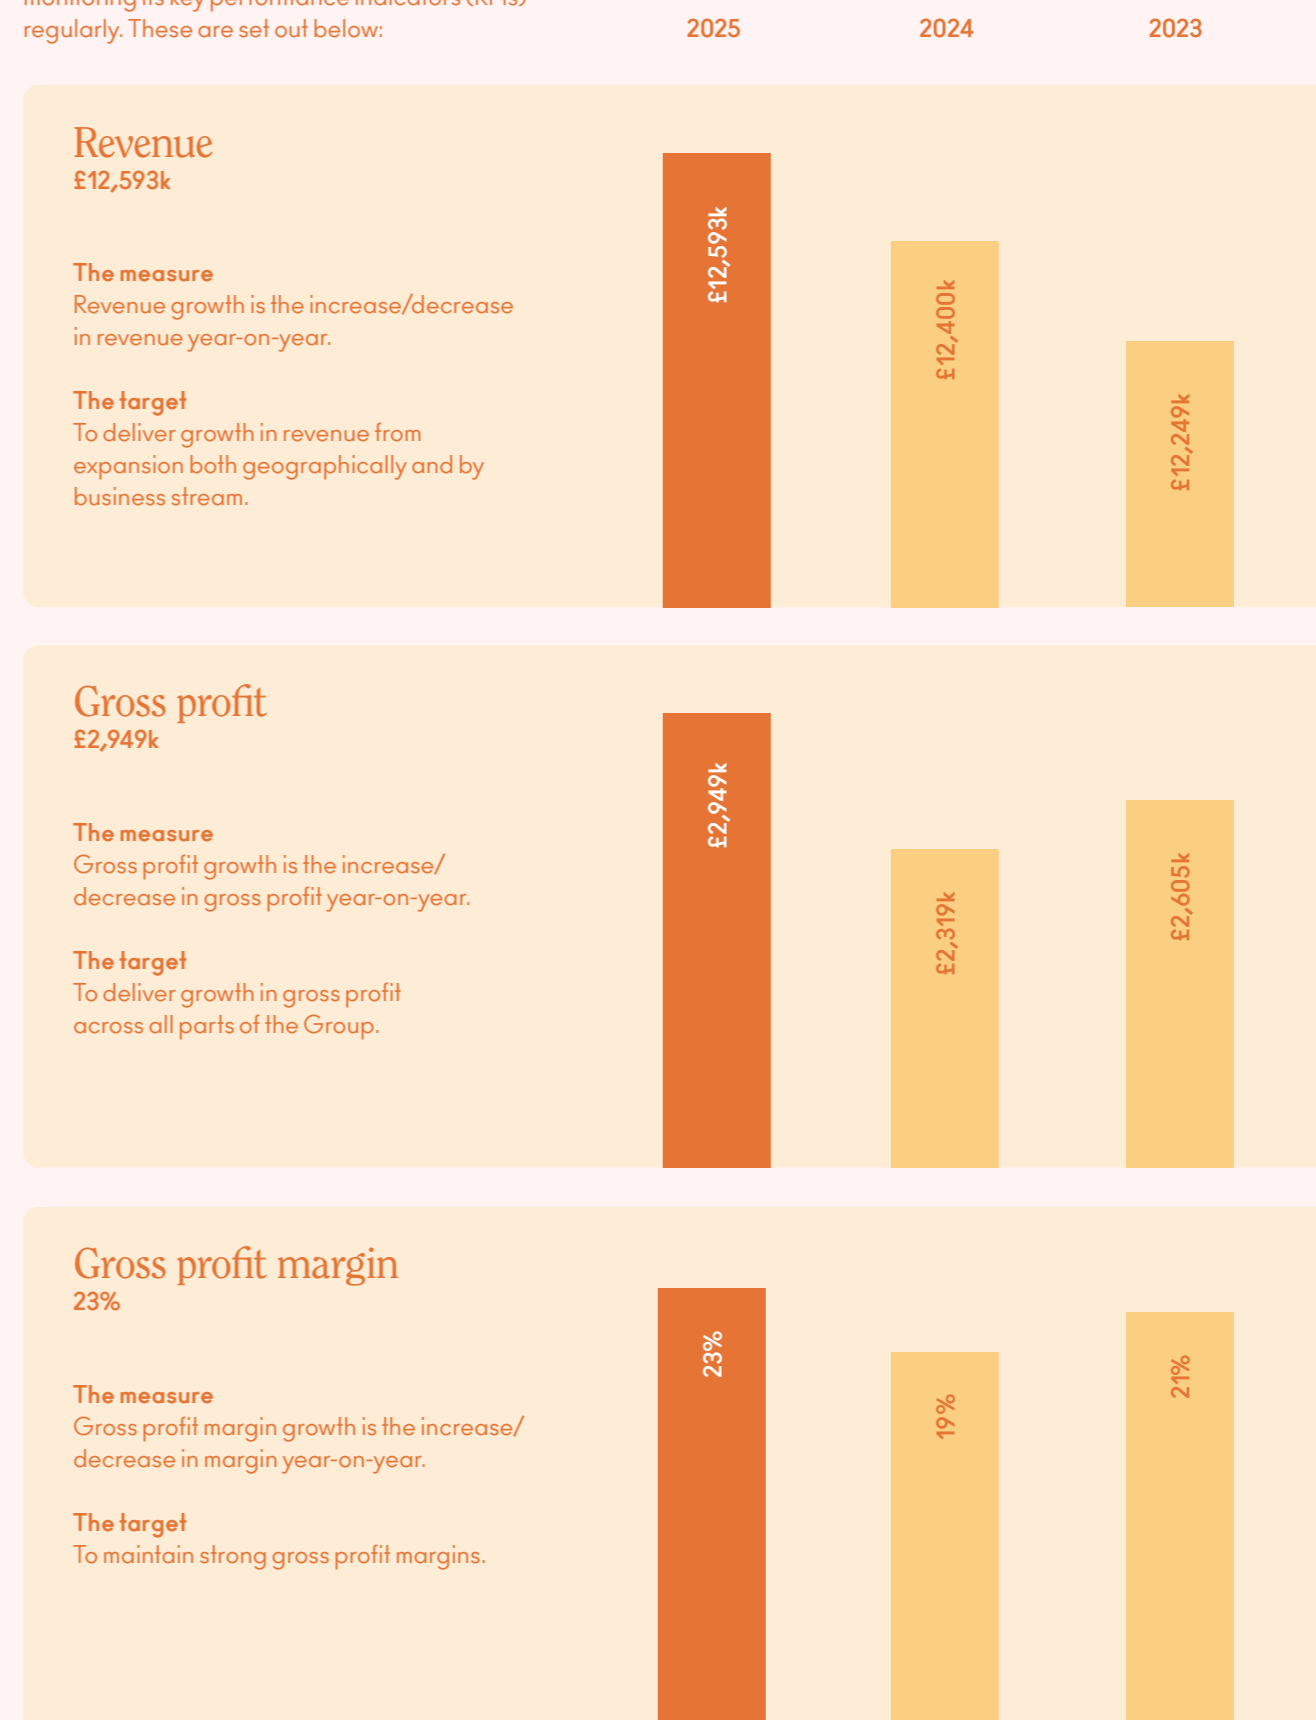 monitoring its key performance indicators (KPIs)
regularly. These are set out below:
2025 2024 2023
Revenue
£12,593k
The measure
Revenue growth is the increase/decrease
in revenue year-on-year.
The target
To deliver growth in revenue from
expansion both geographically and by
business stream.
£12,593k
£12,400k
£12,249k
Gross profit
£2,949k
The measure
Gross profit growth is the increase/
decrease in gross profit year-on-year.
The target
To deliver growth in gross profit
across all parts of the Group.
£2,949k
£2,319k
£2,605k
Gross profit margin
23%
The measure
Gross profit margin growth is the increase/
decrease in margin year-on-year.
The target
To maintain strong gross profit margins.
23%
19%
21%